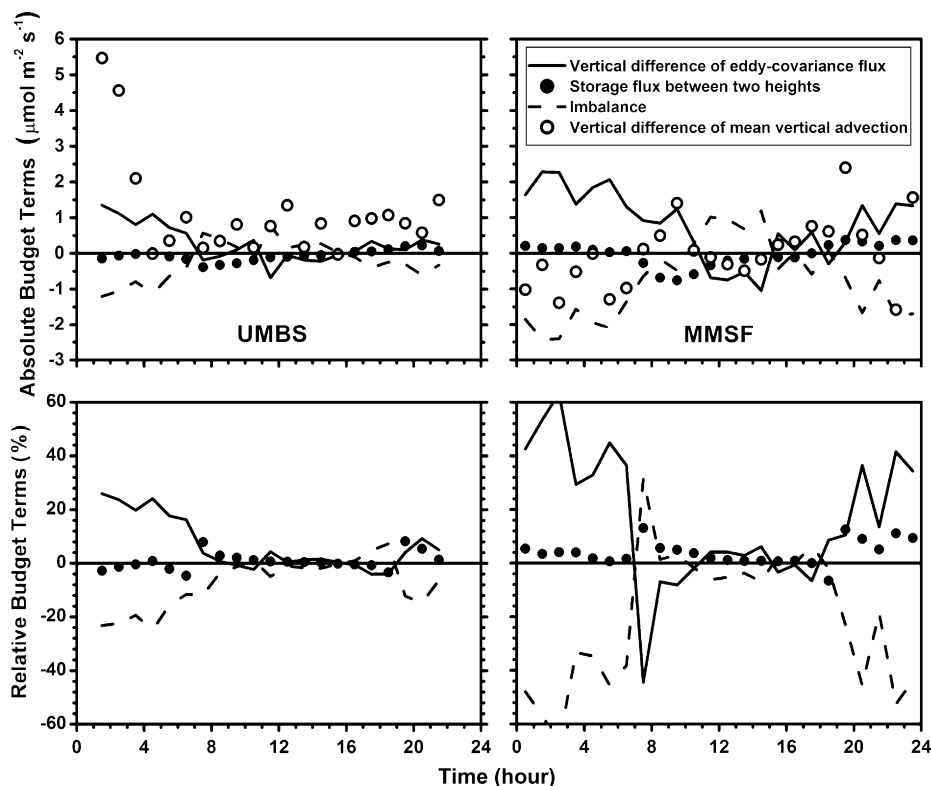 Absolute Budget Terms (μmol m-2 s-1)
6
5
4
3
2
1
0
-1
-2
-3
UMBS
Vertical difference of eddy-covariance flux
Storage flux between two heights
Imbalance
Vertical difference of mean vertical advection
MMSF
Relative Budget Terms (%)
60
40
20
0
-20
-40
-60
0 4 8 12 16 20 24
0 4 8 12 16 20 24
Time (hour)